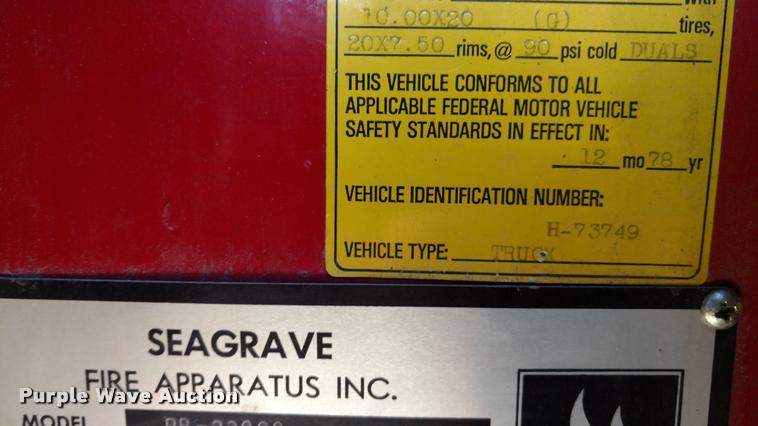 with
10.00X20 (G) tires,
20X7.50 rims, @ 90 psi cold DUALS
THIS VEHICLE CONFORMS TO ALL
APPLICABLE FEDERAL MOTOR VEHICLE
SAFETY STANDARDS IN EFFECT IN:
12 mo 78 yr
VEHICLE IDENTIFICATION NUMBER:
H-73749
VEHICLE TYPE: TRUCK
SEAGRAVE
FIRE APPARATUS INC.
Purple Wave Auction
MODEL